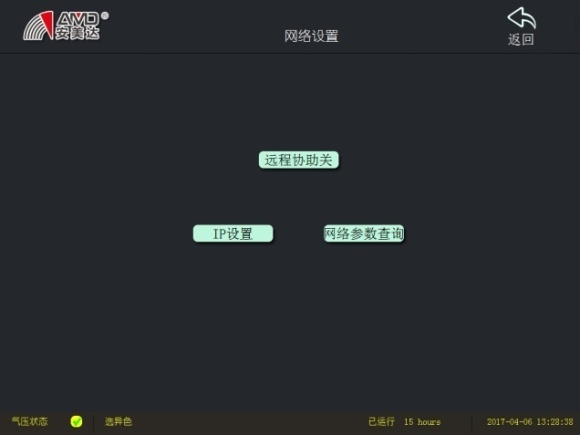 AMD®
安美达
网络设置
返回
远程协助关
IP设置
网络参数查询
气压状态 选异色 已运行 15 hours 2017-04-06 13:28:38